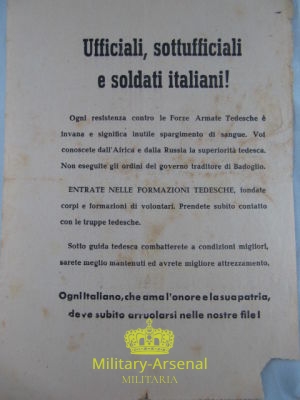 Ufficiali, sottufficiali
e soldati italiani!
Ogni resistenza contro le Forze Armate Tedesche è
invana e significa inutile spargimento di sangue. Voi
conoscete dall'Africa e dalla Russia la superiorità tedesca.
Non eseguite gli ordini del governo traditore di Badoglio.
ENTRATE NELLE FORMAZIONI TEDESCHE, fondate
corpi e formazioni di volontari. Prendete subito contatto
con le truppe tedesche.
Sotto guida tedesca combatterete a condizioni migliori,
sarete meglio mantenuti ed avrete migliore attrezzamento.
Ogni Italiano, che ama l'onore e la sua patria,
deve subito arruolarsi nelle nostre file!
Military-Arsenal
MILITARIA